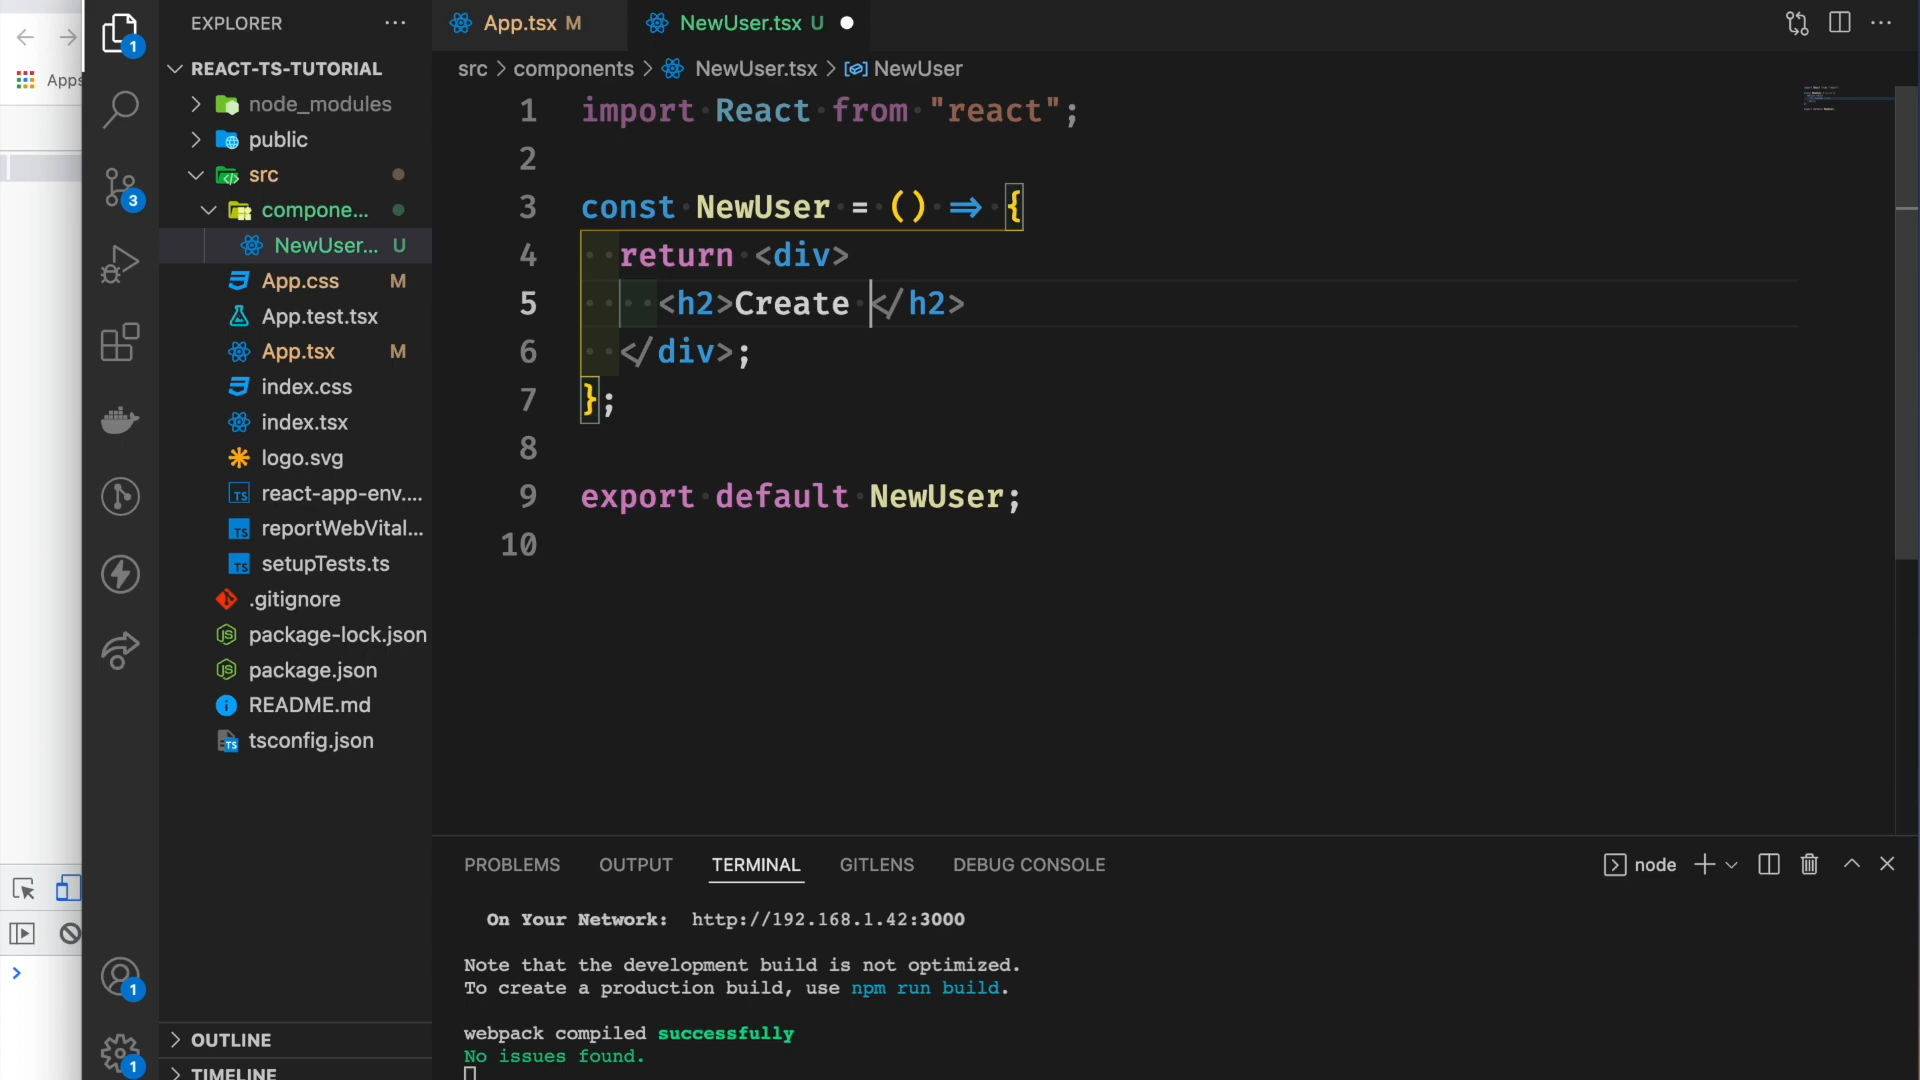 Apps
1
3
1
1
EXPLORER
REACT-TS-TUTORIAL
node_modules
public
src
compone...
NewUser... U
App.css M
App.test.tsx
App.tsx M
index.css
index.tsx
logo.svg
react-app-env....
reportWebVital...
setupTests.ts
.gitignore
package-lock.json
package.json
README.md
tsconfig.json
OUTLINE
TIMELINE
App.tsx M
NewUser.tsx U
src > components > NewUser.tsx > NewUser
1 import React from "react";
2
3 const NewUser = () => {
4 return <div>
5 <h2>Create </h2>
6 </div>;
7 };
8
9 export default NewUser;
10
PROBLEMS OUTPUT TERMINAL GITLENS DEBUG CONSOLE
node
On Your Network: http://192.168.1.42:3000
Note that the development build is not optimized.
To create a production build, use npm run build.
webpack compiled successfully
No issues found.